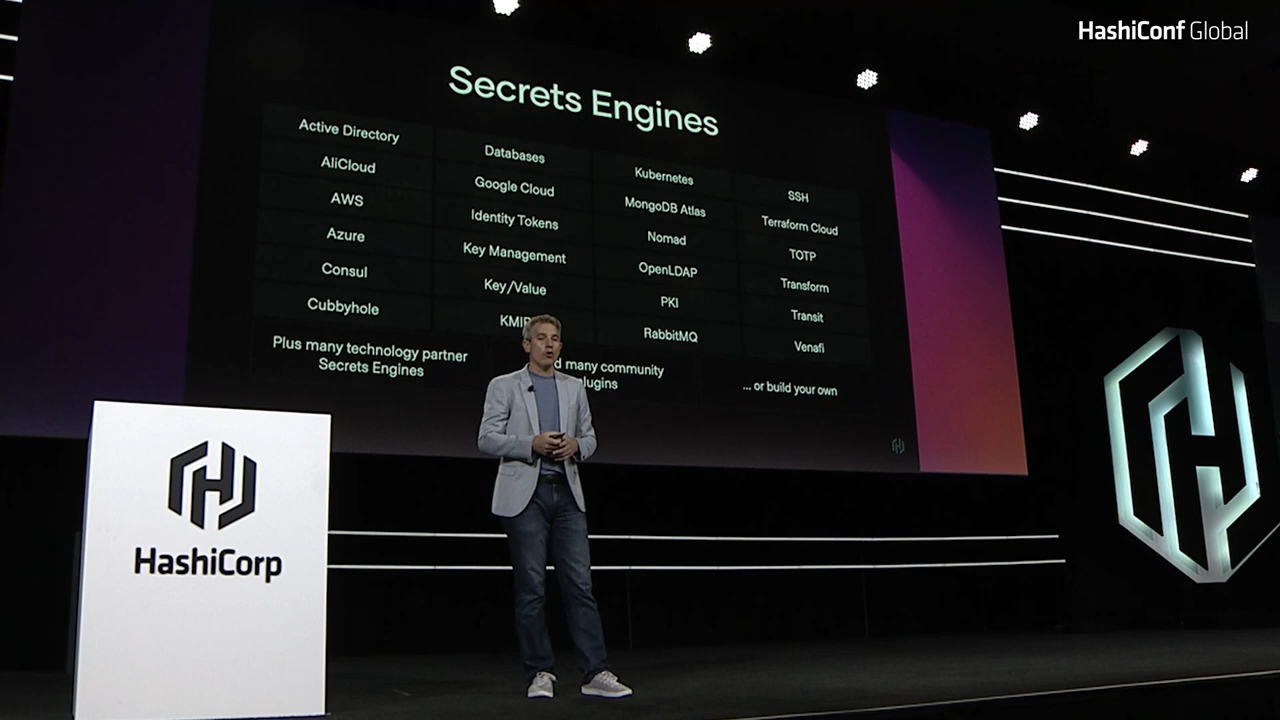 HashiConf Global
Secrets Engines
Active Directory
AliCloud
AWS
Azure
Consul
Cubbyhole
Databases
Google Cloud
Identity Tokens
Key Management
Key/Value
Kubernetes
MongoDB Atlas
Nomad
OpenLDAP
PKI
RabbitMQ
SSH
Terraform Cloud
TOTP
Transform
Transit
Venafi
Plus many technology partner
Secrets Engines
many community
... or build your own
HashiCorp